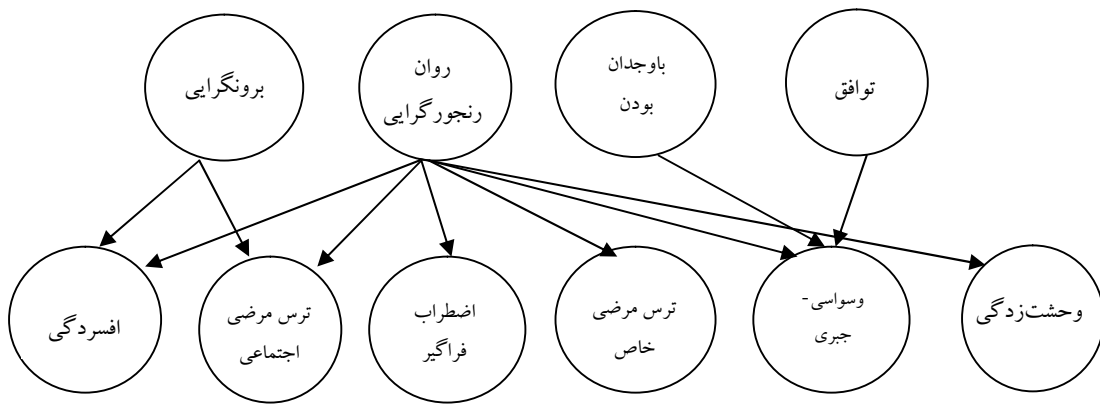 توافق
باوجدان
بودن
روان
رنجورگرایی
برونگرایی
وحشت‌زدگی
وسواسی-
جبری
ترس مرضی
خاص
اضطراب
فراگیر
ترس مرضی
اجتماعی
افسردگی